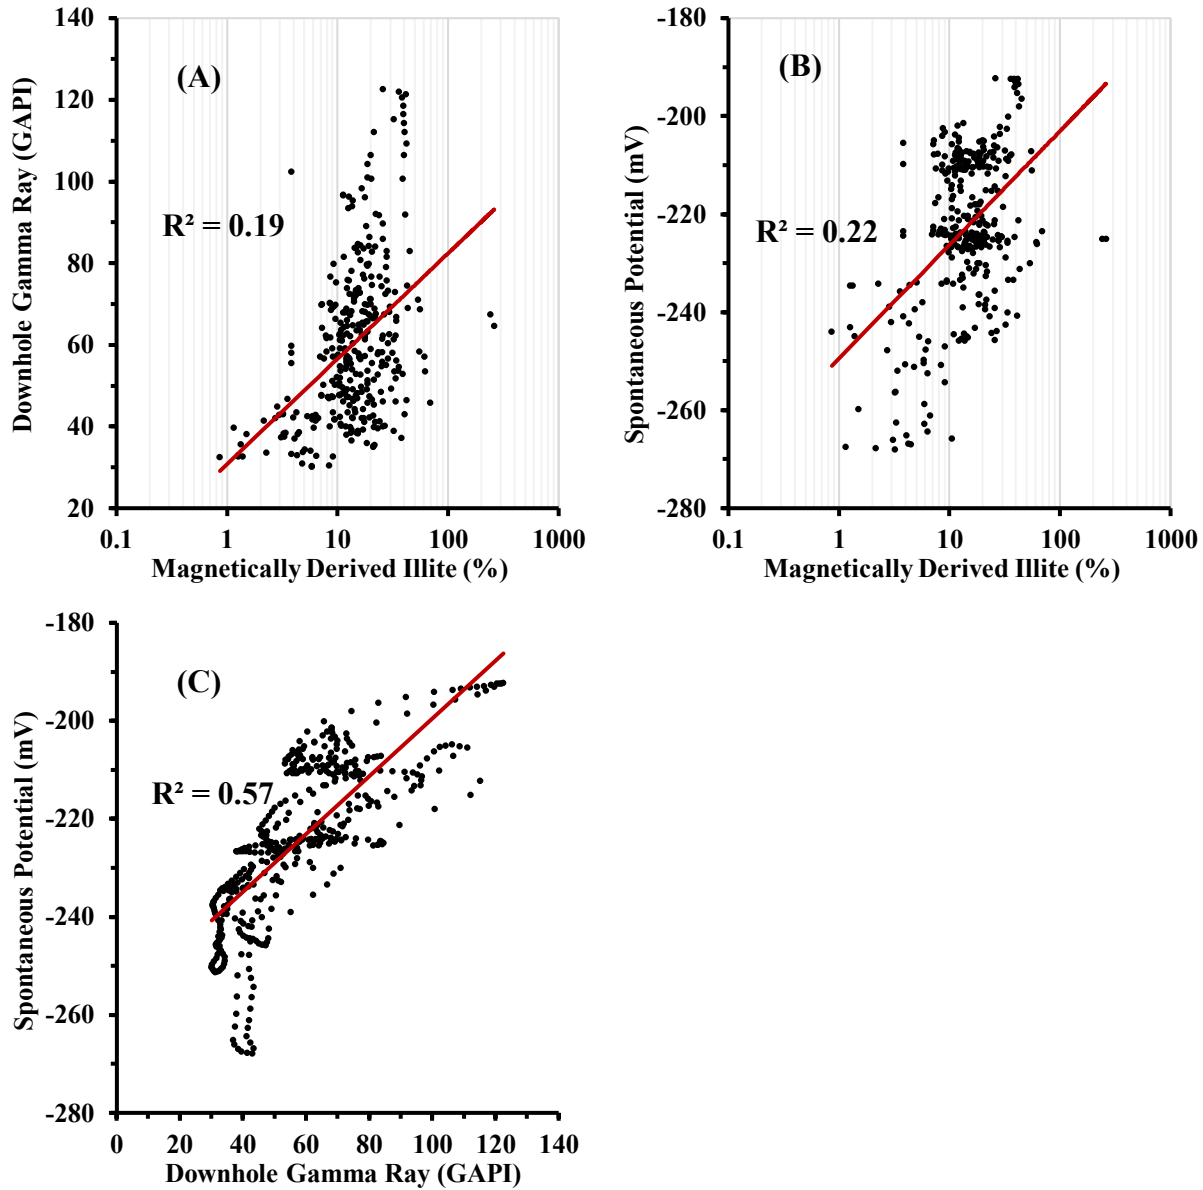 (A)
R² = 0.19
Downhole Gamma Ray (GAPI)
140
120
100
80
60
40
20
0.1 1 10 100 1000
Magnetically Derived Illite (%)
(B)
R² = 0.22
Spontaneous Potential (mV)
-180
-200
-220
-240
-260
-280
0.1 1 10 100 1000
Magnetically Derived Illite (%)
(C)
R² = 0.57
Spontaneous Potential (mV)
-180
-200
-220
-240
-260
-280
0 20 40 60 80 100 120 140
Downhole Gamma Ray (GAPI)